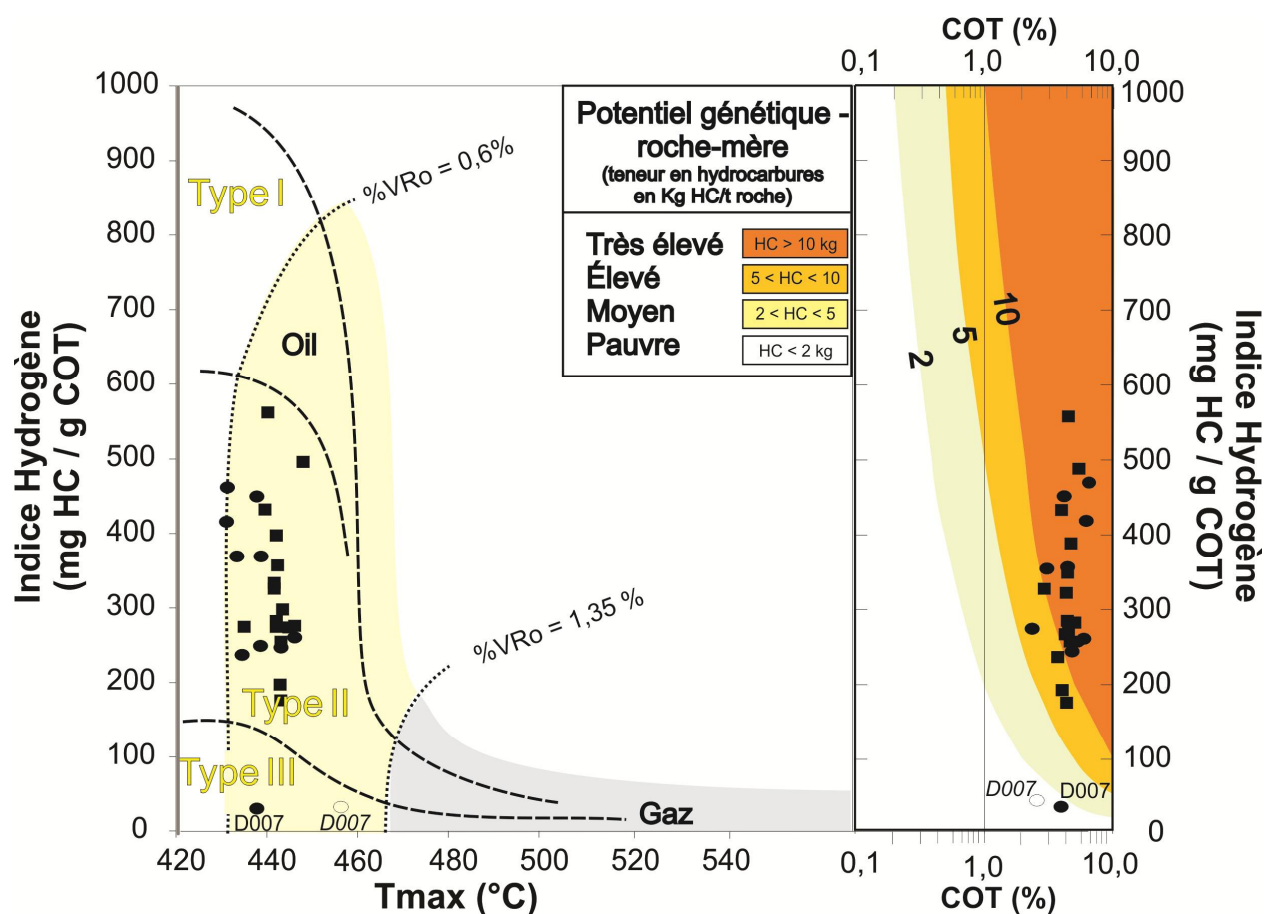 COT (%)
0,1 1,0 10,0
1000
900
800
700
600
500
400
300
200
100
0
Indice Hydrogène
(mg HC / g COT)
Type I
%VRo = 0,6%
Oil
%VRo = 1,35 %
Type II
Type III
D007
D007
Gaz
420 440 460 480 500 520 540
Tmax (°C)
Potentiel génétique -
roche-mère
(teneur en hydrocarbures
en Kg HC/t roche)
Très élevé HC > 10 kg
Élevé 5 < HC < 10
Moyen 2 < HC < 5
Pauvre HC < 2 kg
2
5
10
D007
D007
1000
900
800
700
600
500
400
300
200
100
0
Indice Hydrogène
(mg HC / g COT)
0,1 1,0 10,0
COT (%)